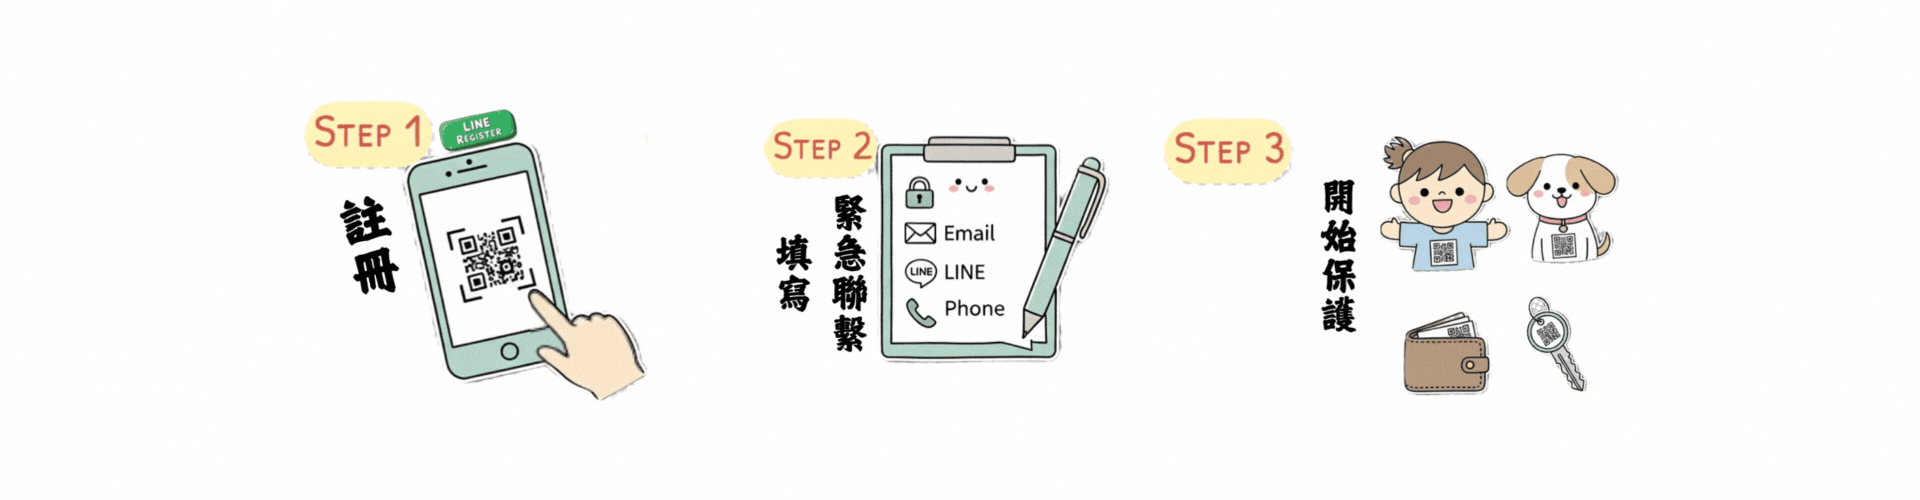 STEP 1
LINE
REGISTER
註冊
STEP 2
緊急聯繫
填寫
Email
LINE LINE
Phone
STEP 3
開始保護